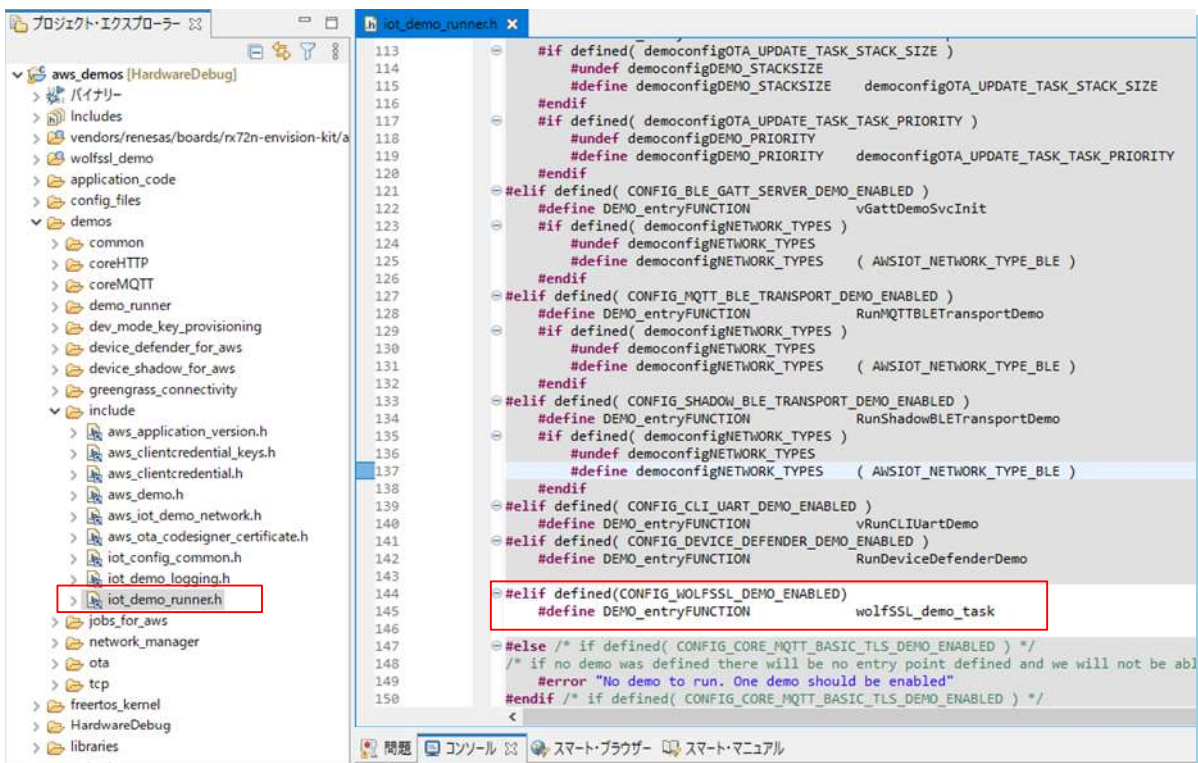 プロジェクト・エクスプローラー
aws_demos [HardwareDebug]
バイナリー
Includes
vendors/renesas/boards/rx72n-envision-kit/a
wolfssl_demo
application_code
config_files
demos
common
coreHTTP
coreMQTT
demo_runner
dev_mode_key_provisioning
device_defender_for_aws
device_shadow_for_aws
greengrass_connectivity
include
aws_application_version.h
aws_clientcredential_keys.h
aws_clientcredential.h
aws_demo.h
aws_iot_demo_network.h
aws_ota_codesigner_certificate.h
iot_config_common.h
iot_demo_logging.h
iot_demo_runner.h
jobs_for_aws
network_manager
ota
tcp
freertos_kernel
HardwareDebug
libraries
iot_demo_runner.h
113 #if defined( democonfigOTA_UPDATE_TASK_STACK_SIZE )
114 #undef democonfigDEMO_STACKSIZE
115 #define democonfigDEMO_STACKSIZE democonfigOTA_UPDATE_TASK_STACK_SIZE
116 #endif
117 #if defined( democonfigOTA_UPDATE_TASK_TASK_PRIORITY )
118 #undef democonfigDEMO_PRIORITY
119 #define democonfigDEMO_PRIORITY democonfigOTA_UPDATE_TASK_TASK_PRIORITY
120 #endif
121 #elif defined( CONFIG_BLE_GATT_SERVER_DEMO_ENABLED )
122 #define DEMO_entryFUNCTION vGattDemoSvcInit
123 #if defined( democonfigNETWORK_TYPES )
124 #undef democonfigNETWORK_TYPES
125 #define democonfigNETWORK_TYPES ( AWSIOT_NETWORK_TYPE_BLE )
126 #endif
127 #elif defined( CONFIG_MQTT_BLE_TRANSPORT_DEMO_ENABLED )
128 #define DEMO_entryFUNCTION RunMQTTBLETransportDemo
129 #if defined( democonfigNETWORK_TYPES )
130 #undef democonfigNETWORK_TYPES
131 #define democonfigNETWORK_TYPES ( AWSIOT_NETWORK_TYPE_BLE )
132 #endif
133 #elif defined( CONFIG_SHADOW_BLE_TRANSPORT_DEMO_ENABLED )
134 #define DEMO_entryFUNCTION RunShadowBLETransportDemo
135 #if defined( democonfigNETWORK_TYPES )
136 #undef democonfigNETWORK_TYPES
137 #define democonfigNETWORK_TYPES ( AWSIOT_NETWORK_TYPE_BLE )
138 #endif
139 #elif defined( CONFIG_CLI_UART_DEMO_ENABLED )
140 #define DEMO_entryFUNCTION vRunCLIUartDemo
141 #elif defined( CONFIG_DEVICE_DEFENDER_DEMO_ENABLED )
142 #define DEMO_entryFUNCTION RunDeviceDefenderDemo
143
144 #elif defined(CONFIG_WOLFSSL_DEMO_ENABLED)
145 #define DEMO_entryFUNCTION wolfSSL_demo_task
146
147 #else /* if defined( CONFIG_CORE_MQTT_BASIC_TLS_DEMO_ENABLED ) */
148 /* if no demo was defined there will be no entry point defined and we will not be abl
149 #error "No demo to run. One demo should be enabled"
150 #endif /* if defined( CONFIG_CORE_MQTT_BASIC_TLS_DEMO_ENABLED ) */
問題 コンソール スマート・ブラウザー スマート・マニュアル